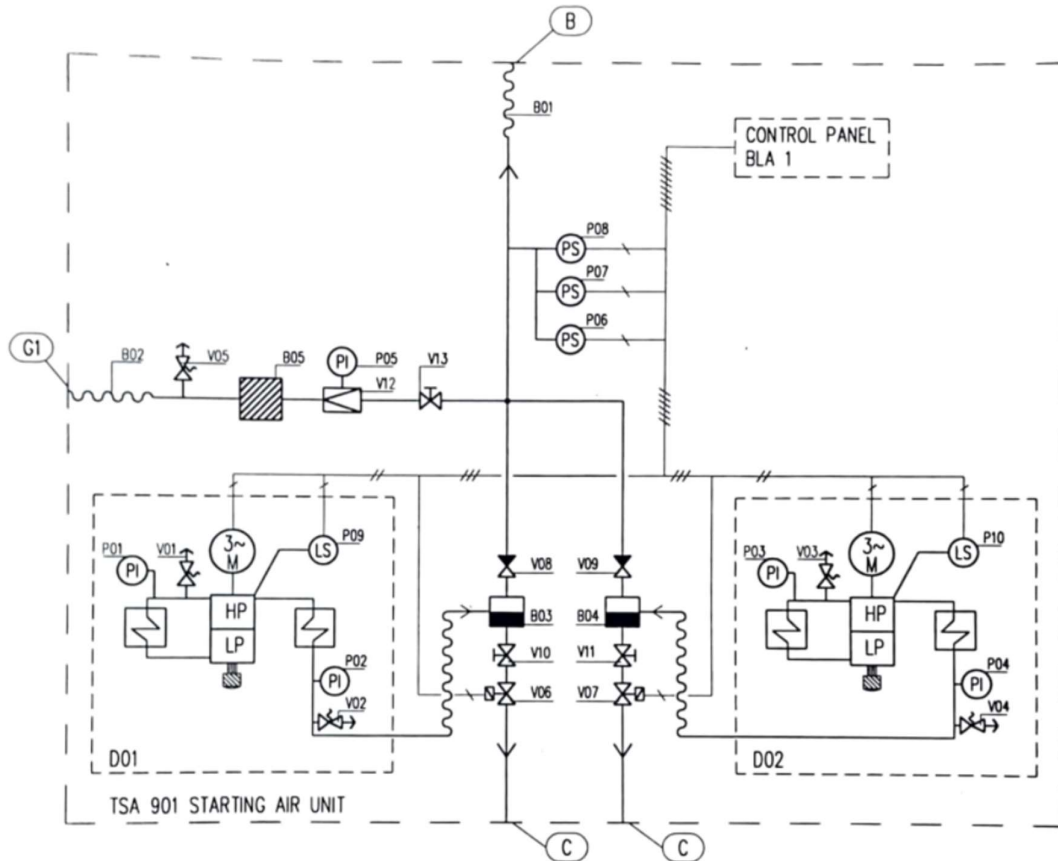 B
B01
CONTROL PANEL
BLA 1
P08
PS
P07
PS
P06
PS
G1
B02
V05
B05
PI
P05
V12
V13
P01
PI
V01
3~
M
P09
LS
HP
LP
P02
PI
V02
D01
V08
V09
B03
B04
V10
V11
V06
V07
P03
PI
V03
3~
M
P10
LS
HP
LP
P04
PI
V04
D02
TSA 901 STARTING AIR UNIT
C
C